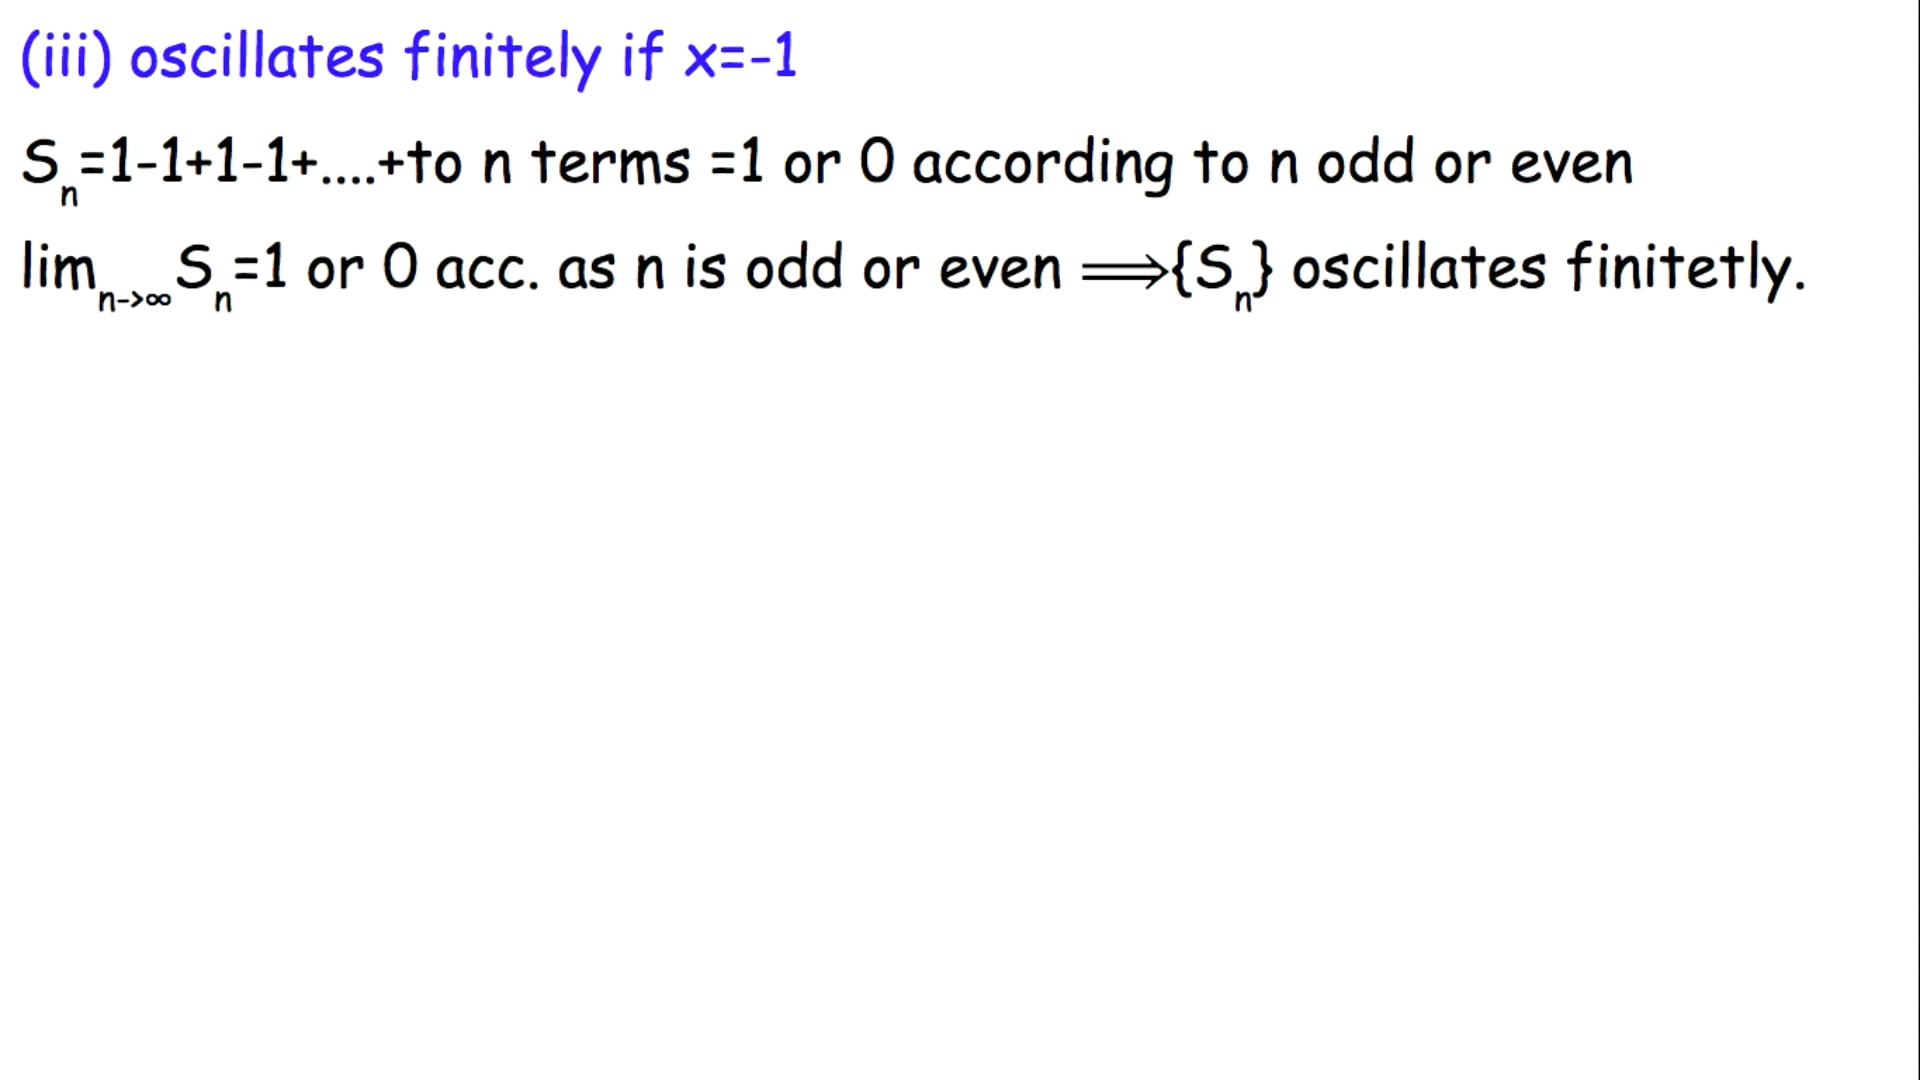 (iii) oscillates finitely if x=-1
Sn=1-1+1-1+....+to n terms =1 or 0 according to n odd or even
limn->∞Sn=1 or 0 acc. as n is odd or even ⟹{Sn} oscillates finitetly.